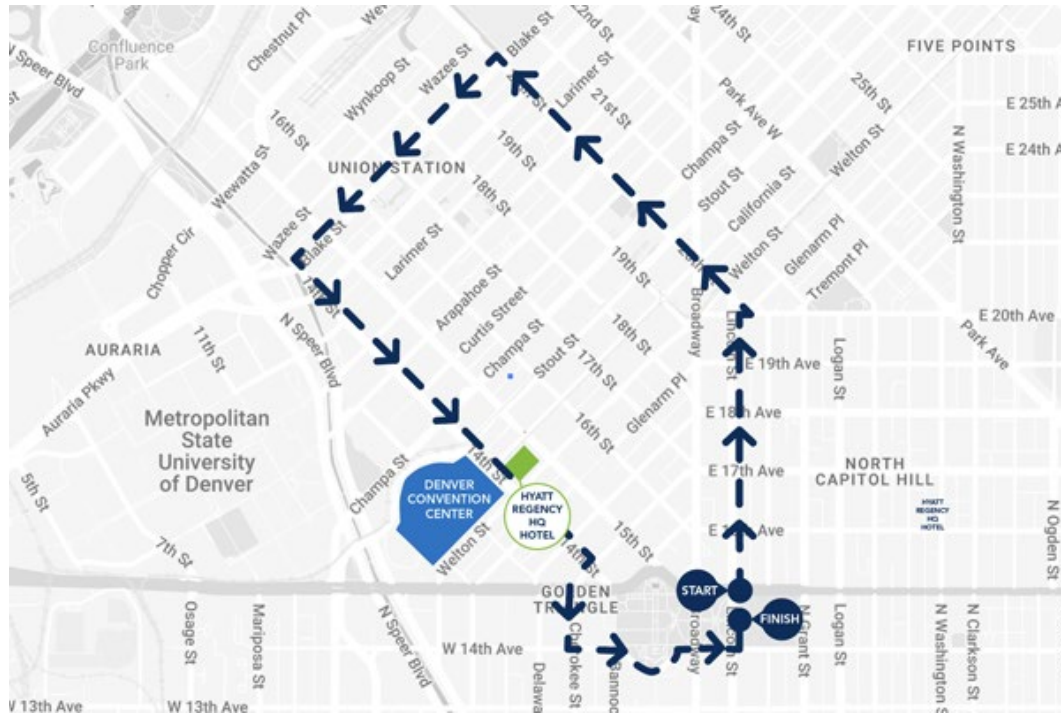 Confluence
Park
N Speer Blvd
Chestnut Pl
Wewatta St
16th St
Wynkoop St
Wazee St
Blake St
22nd St
24th St
Broadway
FIVE POINTS
Larimer St
21st St
Park Ave W
25th St
E 25th A
E 24th A
N Washington St
19th St
UNION STATION
18th St
Champa St
Stout St
California St
Welton St
Welton St
Glenarm Pl
Tremont Pl
Wazee St
Blake St
14th St
Chopper Cir
Larimer St
19th St
Broadway
Lincoln St
E 20th Ave
Park Ave
Arapahoe St
Curtis Street
Champa St
Stout St
18th St
17th St
N Speer Blvd
11th St
AURARIA
Auraria Pkwy
E 19th Ave
Logan St
Glenarm Pl
16th St
E 18th Ave
Metropolitan
State
University
of Denver
5th St
7th St
Champa St
14th St
DENVER
CONVENTION
CENTER
HYATT
REGENCY
HQ
HOTEL
Welton St
14th St
15th St
E 17th Ave
NORTH
CAPITOL HILL
HYATT
REGENCY
HQ
HOTEL
N Ogden St
GOLDEN
TRIANGLE
START
FINISH
Osage St
Mariposa St
N Speer Blvd
W 14th Ave
Delawa
Cherokee St
Bannoc
Broadway
Lincoln St
N Grant St
Logan St
N Washington S
N Clarkson St
W 13th Ave
W 13th Ave